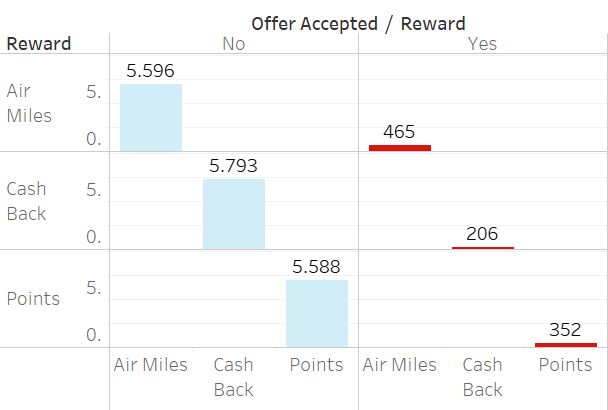 Offer Accepted / Reward
Reward No Yes
Air Miles 5. 0. 5.596 465
Cash Back 5. 0. 5.793 206
Points 5. 0. 5.588 352
Air Miles Cash Back Points Air Miles Cash Back Points